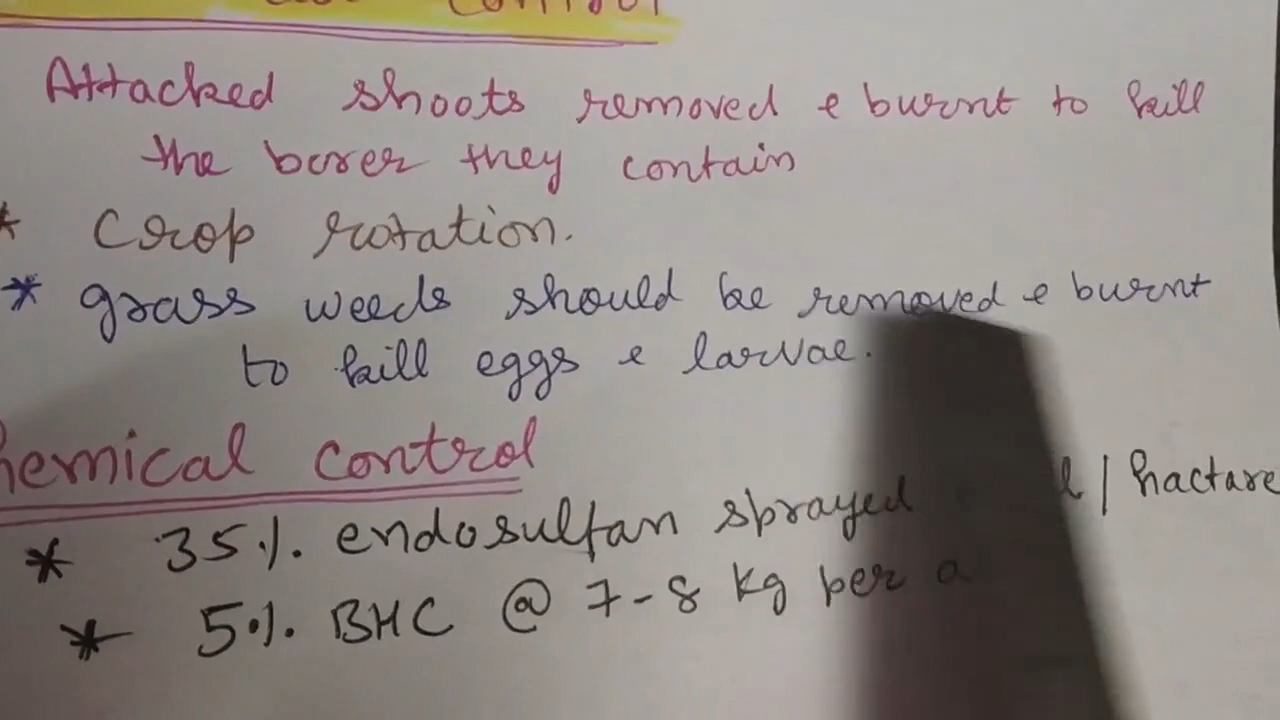 control
Attacked shoots removed & burnt to kill
the borer they contain
* Crop rotation.
* grass weeds should be removed & burnt
to kill eggs & larvae.
hemical control
* 35%. endosulfan sprayed l / hactare
* 5%. BHC @ 7-8 kg per a